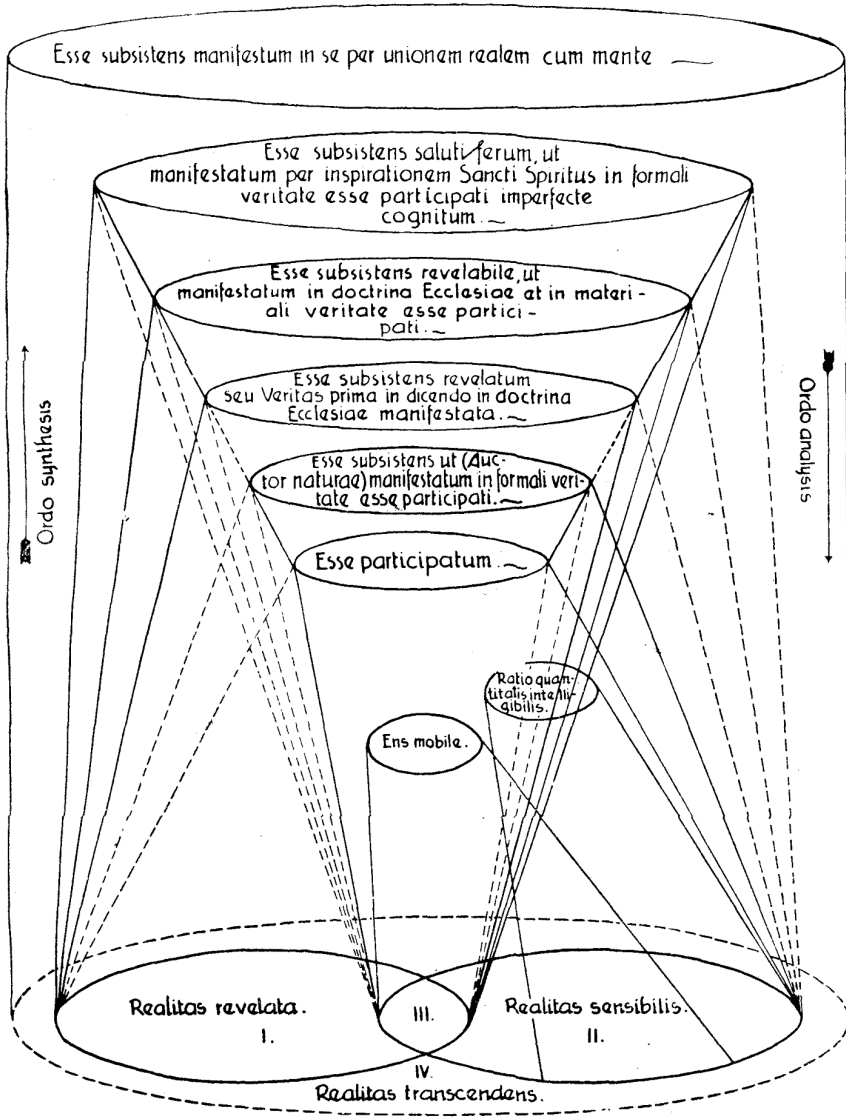 Esse subsistens manifestum in se per unionem realem cum mente
Esse subsistens salutiferum, ut
manifestatum per inspirationem Sancti Spiritus in formali
veritate esse participati imperfecte
cognitum.
Esse subsistens revelabile, ut
manifestatum in doctrina Ecclesiae et in materi-
ali veritate esse partici-
pati.
Esse subsistens revelatum
seu Veritas prima in dicendo in doctrina
Ecclesiae manifestata.
Esse subsistens ut (Auc-
tor naturae) manifestatum in formali veri-
tate esse participati.
Esse participatum.
Ordo synthesis
Ordo analysis
Ratio quan-
titatis intelli-
gibilis.
Ens mobile.
Realitas revelata.
I.
III.
Realitas sensibilis.
II.
IV.
Realitas transcendens.